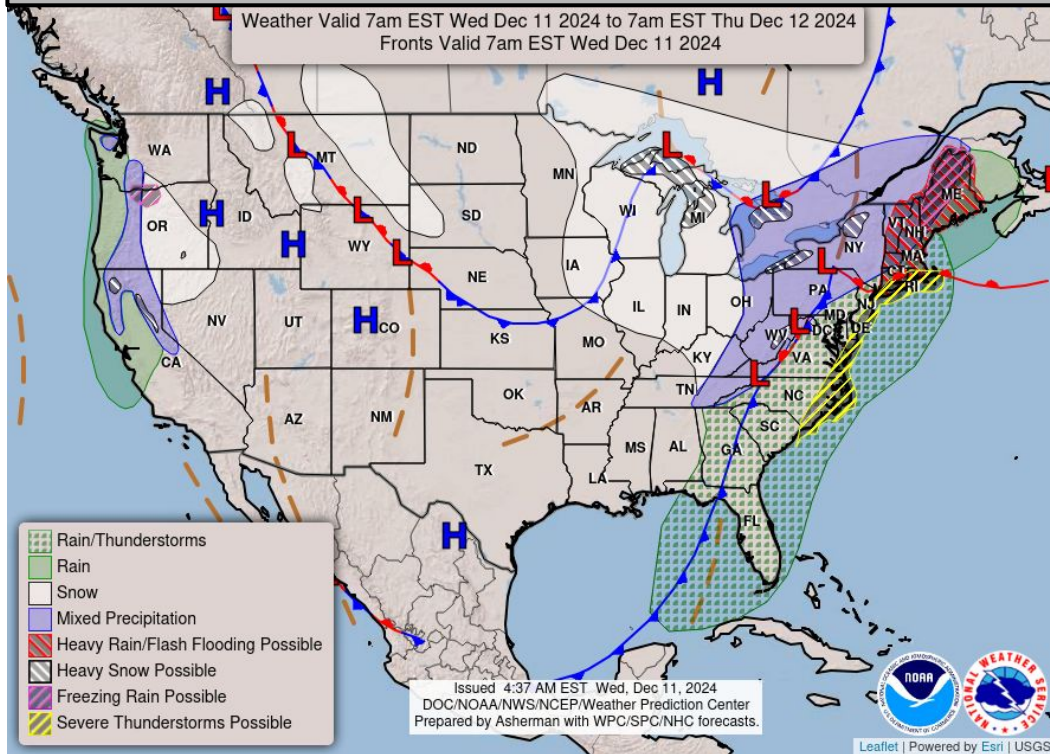 Weather Valid 7am EST Wed Dec 11 2024 to 7am EST Thu Dec 12 2024
Fronts Valid 7am EST Wed Dec 11 2024
L
H
H
L
L
WA
MT
ND
MN
L
ME
OR
H
ID
L
SD
WI
MI
L
VT
NH
NY
MA
H
WY
L
NE
IA
L
CT
RI
PA
NJ
NV
UT
H
CO
KS
MO
IL
IN
OH
WV
L
MD
DC
DE
VA
CA
KY
L
AZ
NM
OK
AR
TN
NC
SC
TX
LA
MS
AL
GA
FL
H
Rain/Thunderstorms
Rain
Snow
Mixed Precipitation
Heavy Rain/Flash Flooding Possible
Heavy Snow Possible
Freezing Rain Possible
Severe Thunderstorms Possible
Issued 4:37 AM EST Wed, Dec 11, 2024
DOC/NOAA/NWS/NCEP/Weather Prediction Center
Prepared by Asherman with WPC/SPC/NHC forecasts.
NOAA
NATIONAL WEATHER SERVICE
Leaflet | Powered by Esri | USGS